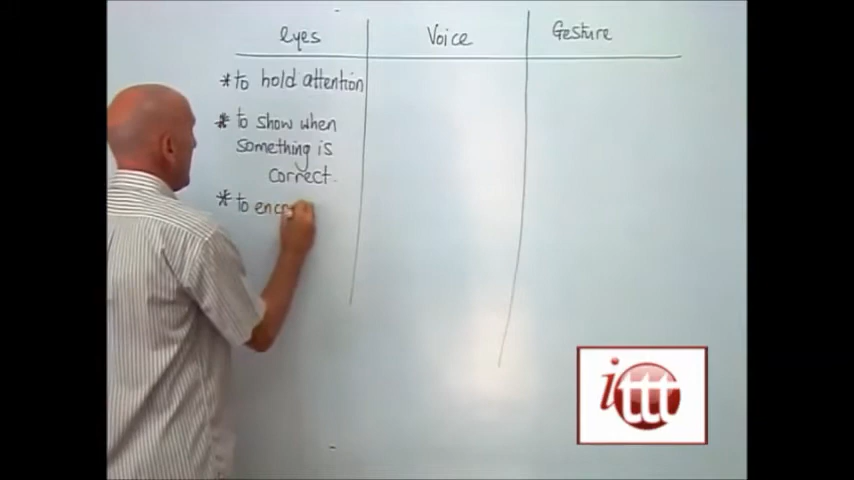 eyes Voice Gesture
*to hold attention
*to show when
something is
correct.
*to enc
ittt